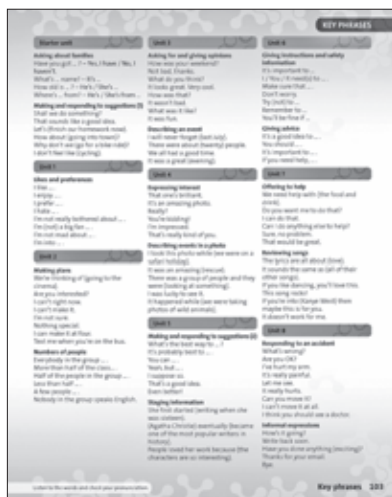 KEY PHRASES
Starter unit
Asking about families
Have you got ... ? – Yes, I have. / No, I
haven't.
What's ... name? – It's ...
How old is ... ? – He's / She's ...
Where's ... from? – He's / She's from ...
Making and responding to suggestions (1)
Shall we do something?
That sounds like a good idea.
Let's (finish our homework now).
How about (going into town)?
Why don't we (go for a bike ride)?
I don't feel like (cycling).
Unit 1
Likes and preferences
I like ...
I enjoy ...
I prefer ...
I hate ...
I'm not really bothered about ...
I'm (not) a big fan ...
I'm not mad about ...
I'm into ...
Unit 2
Making plans
We're thinking of (going to the
cinema).
Are you interested?
I can't right now.
I can't make it.
I'm not sure.
Nothing special.
I can make it at four.
Text me when you're on the bus.
Numbers of people
Everybody in the group ...
More than half of the class ...
Half of the people in the group ...
Less than half ...
A few people ...
Nobody in the group speaks English.
Unit 3
Asking for and giving opinions
How was your weekend?
Not bad, thanks.
What do you think?
It looks great. Very cool.
How was that?
It wasn't bad.
What was it like?
It was fun.
Describing an event
I will never forget (last July).
There were about (twenty) people.
We all had a good time.
It was a great (evening).
Unit 4
Expressing interest
That one's brilliant.
It's an amazing photo.
Really?
You're kidding!
I'm impressed.
That's really kind of you.
Describing events in a photo
I took this photo while (we were on a
safari holiday).
It was an amazing (rescue).
There was a group of people and they
were (looking at something).
I was lucky to see it.
It happened while (we were taking
photos of wild animals).
Unit 5
Making and responding to suggestions (2)
What's the best way to ... ?
It's probably best to ...
You can ...
Yeah, but ...
I suppose so.
That's a good idea.
Even better!
Staging information
She first started (writing when she
was sixteen).
(Agatha Christie) eventually (became
one of the most popular writers in
history).
People loved her work because (the
characters are so interesting).
Unit 6
Giving instructions and safety
information
It's important to ...
I / You / It need(s) to ...
Make sure that ...
Don't worry.
Try (not) to ...
Remember to ...
You'll be fine if ...
Giving advice
It's a good idea to ...
You should ...
It's important to ...
If you need help, ...
Unit 7
Offering to help
We need help with (the food and
drink).
Do you want me to do that?
I can do that.
Can I do anything else to help?
Sure, no problem.
That would be great.
Reviewing songs
The lyrics are all about (love).
It sounds the same as (all of their
other songs).
If you like dancing, you'll love this.
This song rocks!
If you're into (Kanye West) then
maybe this is for you.
It doesn't work for me.
Unit 8
Responding to an accident
What's wrong?
Are you OK?
I've hurt my arm.
It's really painful.
Let me see.
It really hurts.
Can you move it?
I can't move it at all.
I think you should see a doctor.
Informal expressions
How's it going?
Write back soon.
Have you done anything (exciting)?
Thanks for your email.
Bye.
Listen to the words and check your pronunciation.
Key phrases 103